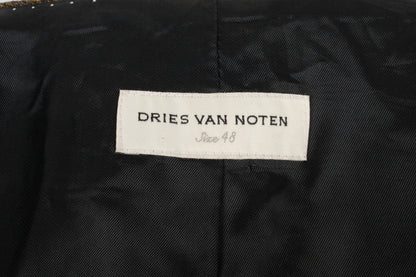 DRIES VAN NOTEN
Size 48